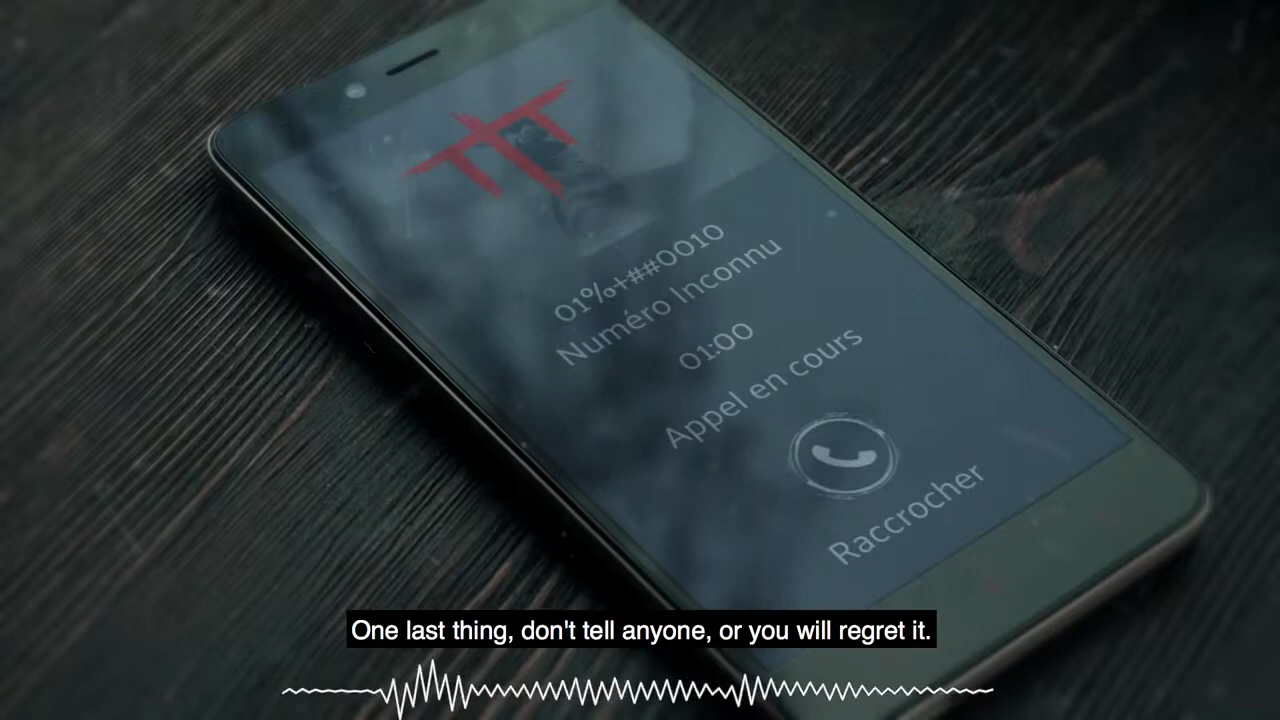 01%+##0010
Numéro Inconnu
01:00
Appel en cours
Raccrocher
One last thing, don't tell anyone, or you will regret it.